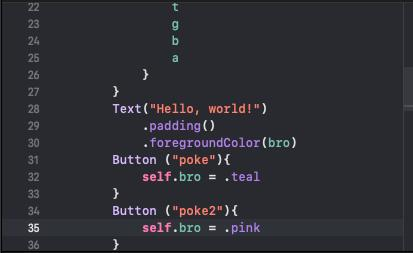 22 t
23 g
24 b
25 a
26 }
27 }
28 Text("Hello, world!")
29 .padding()
30 .foregroundColor(bro)
31 Button ("poke"){
32 self.bro = .teal
33 }
34 Button ("poke2"){
35 self.bro = .pink
36 }